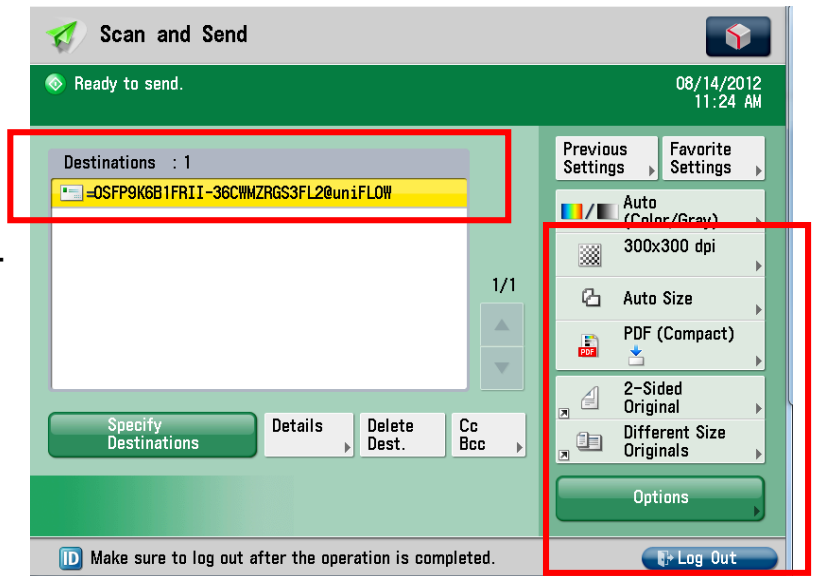 Scan and Send
Ready to send.
08/14/2012
11:24 AM
Destinations : 1
=OSFP9K6B1FRII-36CWMZRGS3FL2@uniFLOW
1/1
Specify
Destinations
Details
Delete
Dest.
Cc
Bcc
Previous
Settings
Favorite
Settings
Auto
(Color/Gray)
300x300 dpi
Auto Size
PDF
PDF (Compact)
2-Sided
Original
Different Size
Originals
Options
ID Make sure to log out after the operation is completed.
Log Out